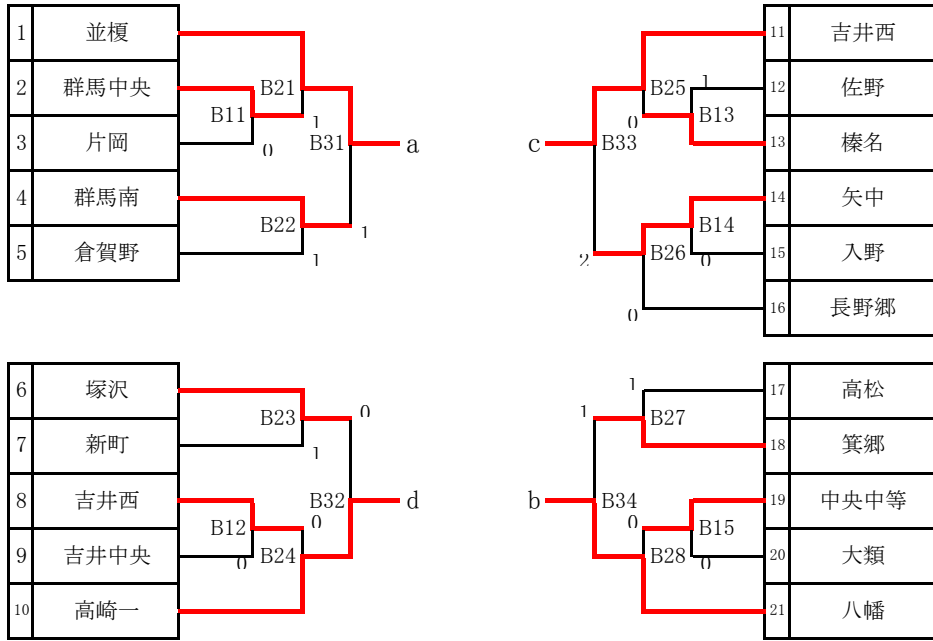 1 並榎
2 群馬中央
3 片岡
4 群馬南
5 倉賀野
B11
0
B21
1
B22
1
B31
1
a
11 吉井西
12 佐野
13 榛名
14 矢中
15 入野
16 長野郷
1
B13
B25
0
B14
0
B26
0
B33
2
c
6 塚沢
7 新町
8 吉井西
9 吉井中央
10 高崎一
B23
1
B12
0
B24
0
B32
0
d
17 高松
18 箕郷
19 中央中等
20 大類
21 八幡
1
B27
B15
0
B28
0
B34
1
b